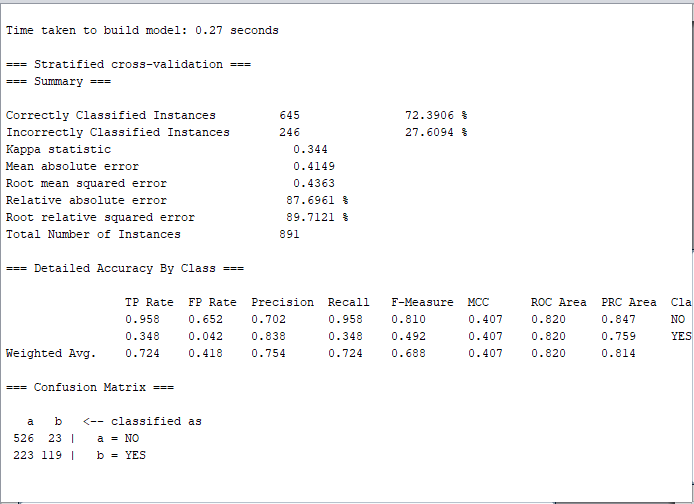 Time taken to build model: 0.27 seconds
=== Stratified cross-validation ===
=== Summary ===
Correctly Classified Instances 645 72.3906 %
Incorrectly Classified Instances 246 27.6094 %
Kappa statistic 0.344
Mean absolute error 0.4149
Root mean squared error 0.4363
Relative absolute error 87.6961 %
Root relative squared error 89.7121 %
Total Number of Instances 891
=== Detailed Accuracy By Class ===
TP Rate FP Rate Precision Recall F-Measure MCC ROC Area PRC Area Cla
0.958 0.652 0.702 0.958 0.810 0.407 0.820 0.847 NO
0.348 0.042 0.838 0.348 0.492 0.407 0.820 0.759 YES
Weighted Avg. 0.724 0.418 0.754 0.724 0.688 0.407 0.820 0.814
=== Confusion Matrix ===
a b <-- classified as
526 23 | a = NO
223 119 | b = YES